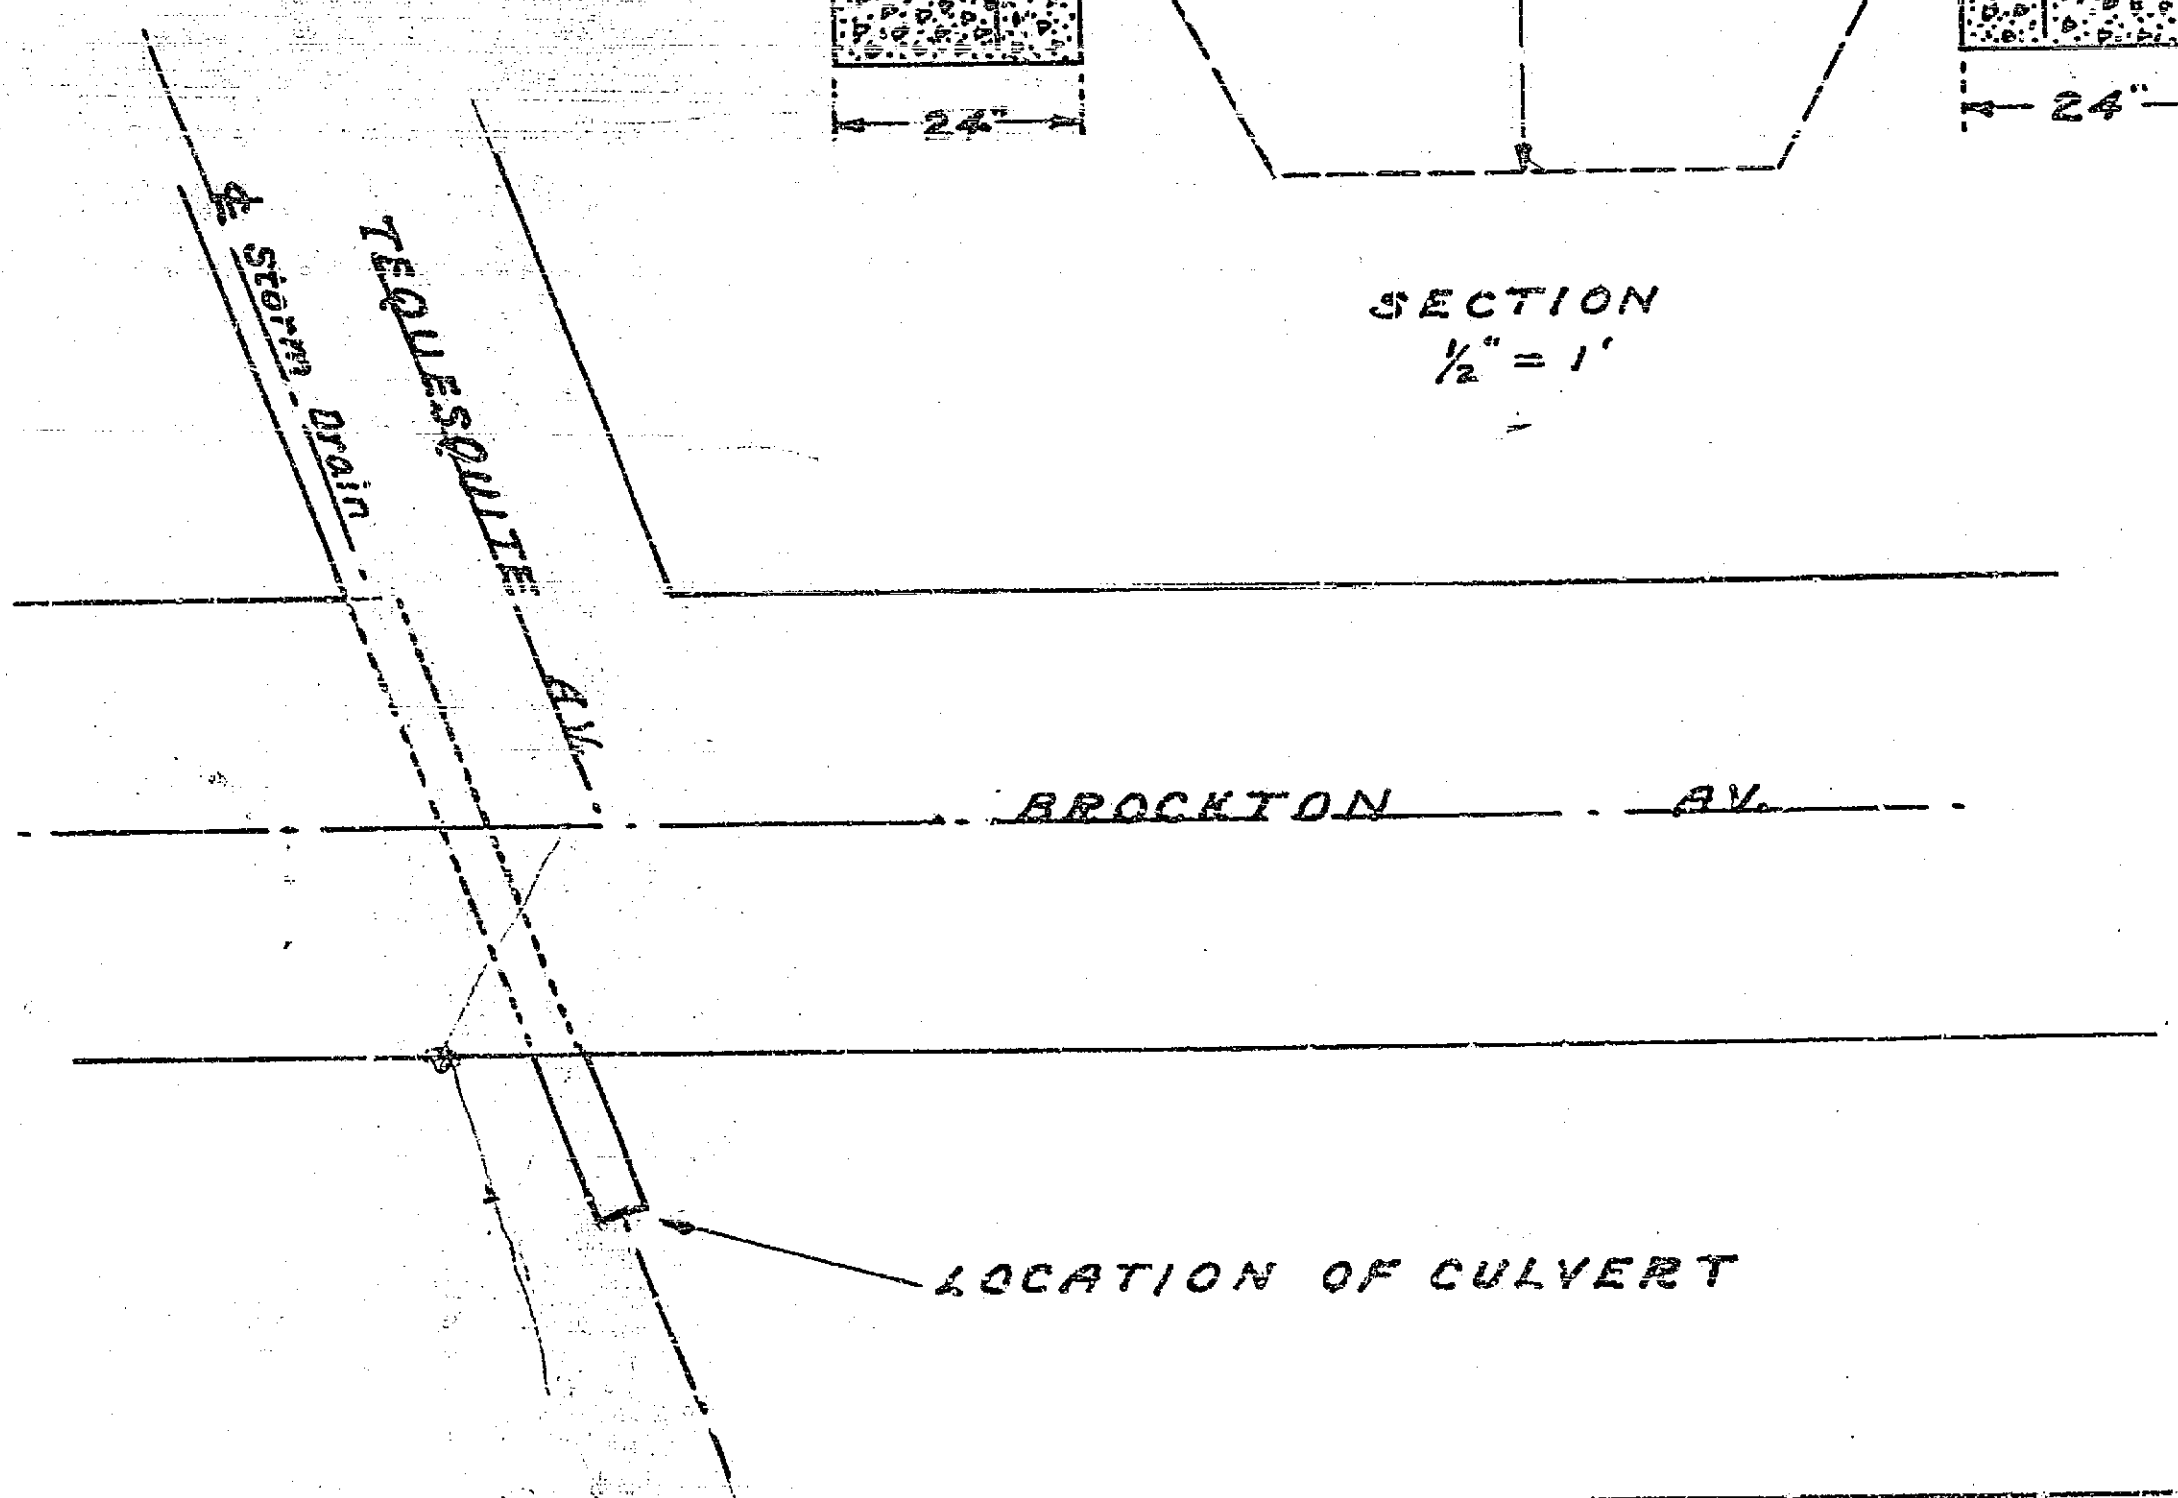 24"
24"
SECTION
½" = 1'
℄ Storm Drain
TEQUESQUITE AV.
BROCKTON AV.
LOCATION OF CULVERT